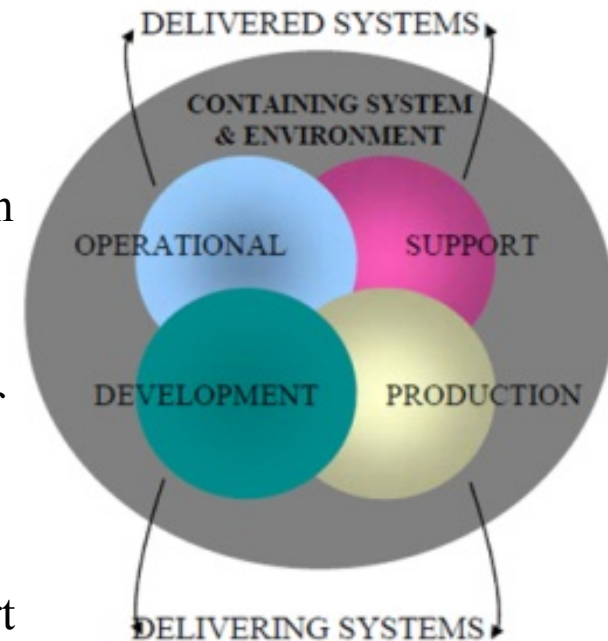 DELIVERED SYSTEMS
CONTAINING SYSTEM
& ENVIRONMENT
OPERATIONAL
SUPPORT
DEVELOPMENT
PRODUCTION
DELIVERING SYSTEMS